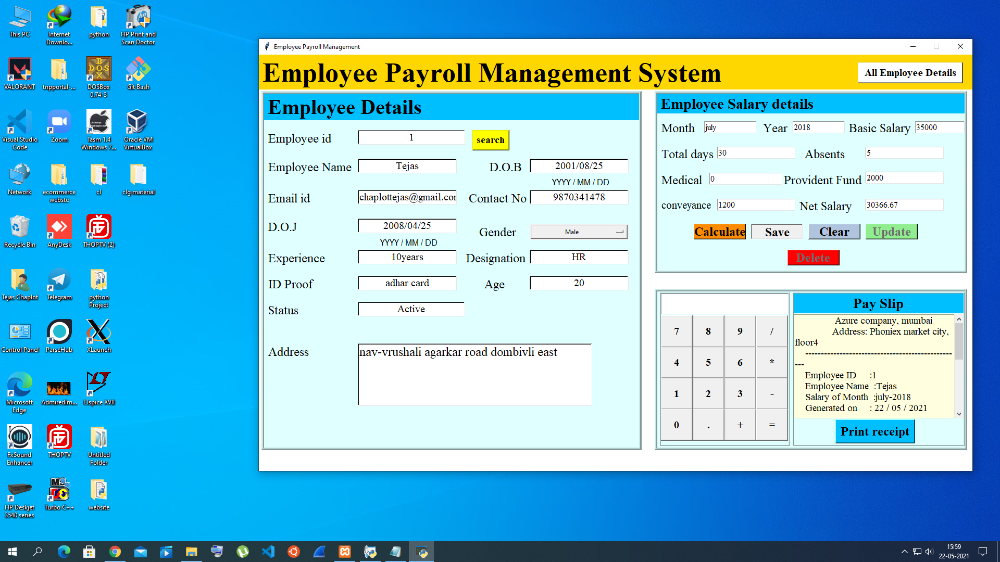 This PC
Internet Downlo...
python
HP Print and Scan Doctor
VALORANT
tnpportal-...
DOSBox 0.74-3
Git Bash
Visual Studio Code
Zoom
Tasm 1.4 Windows 7...
Oracle VM VirtualBox
Network
ecommerce webste
cl
clg material
Recycle Bin
AnyDesk
THOPTV (2)
Tejas Chaplot
Telegram
python Project
Control Panel
ParseHub
XLaunch
Microsoft Edge
AdmiredIm...
LTspice XVII
FxSound Enhancer
THOPTV
Untitled Folder
HP Deskjet 3540 series
Turbo C++
website
Employee Payroll Management
Employee Payroll Management System
All Employee Details
Employee Details
Employee id 1 search
Employee Name Tejas D.O.B 2001/08/25
YYYY / MM / DD
Email id chaplottejas@gmail.co Contact No 9870341478
D.O.J 2008/04/25 Gender Male
YYYY / MM / DD
Experience 10years Designation HR
ID Proof adhar card Age 20
Status Active
Address nav-vrushali agarkar road dombivli east
Employee Salary details
Month july Year 2018 Basic Salary 35000
Total days 30 Absents 5
Medical 0 Provident Fund 2000
conveyance 1200 Net Salary 30366.67
Calculate Save Clear Update
Delete
7 8 9 /
4 5 6 *
1 2 3 -
0 . + =
Pay Slip
Azure company, mumbai
Address: Phoniex market city,
floor4
-----------------------------------------------
---
Employee ID :1
Employee Name :Tejas
Salary of Month :july-2018
Generated on : 22 / 05 / 2021
Print receipt
15:59
22-05-2021